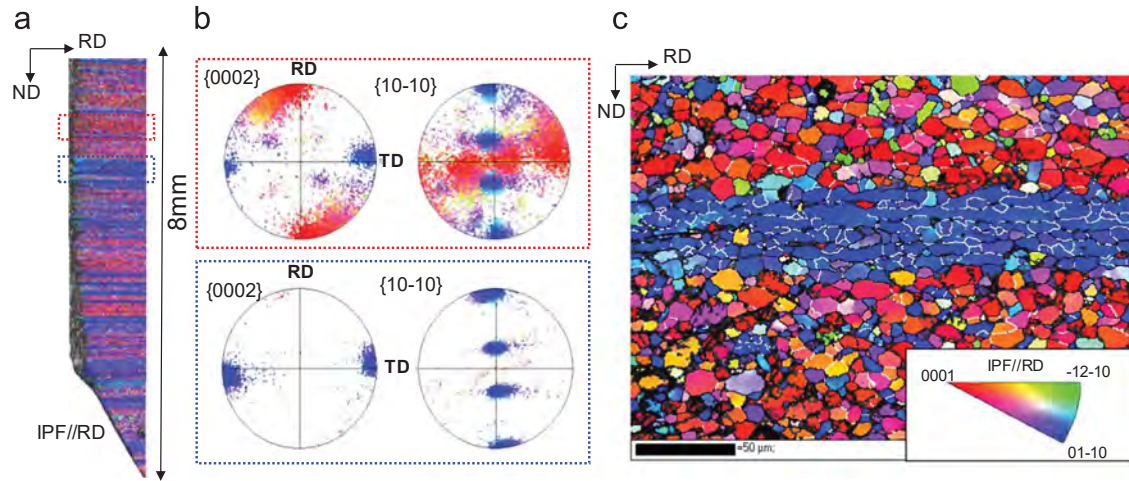 a
RD
ND
8mm
IPF//RD
b
{0002}
RD
{10-10}
TD
{0002}
RD
{10-10}
TD
c
RD
ND
IPF//RD
0001
-12-10
01-10
=50 µm;